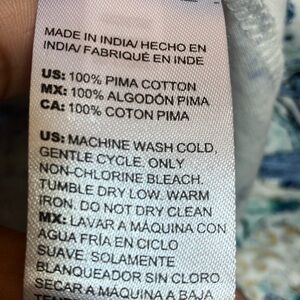 MADE IN INDIA/ HECHO EN
INDIA/ FABRIQUÉ EN INDE
US: 100% PIMA COTTON
MX: 100% ALGODÓN PIMA
CA: 100% COTON PIMA
US: MACHINE WASH COLD,
GENTLE CYCLE. ONLY
NON-CHLORINE BLEACH.
TUMBLE DRY LOW. WARM
IRON. DO NOT DRY CLEAN
MX: LAVAR A MÁQUINA CON
AGUA FRÍA EN CICLO
SUAVE. SOLAMENTE
BLANQUEADOR SIN CLORO
SECAR A MÁQUINA A BAJA